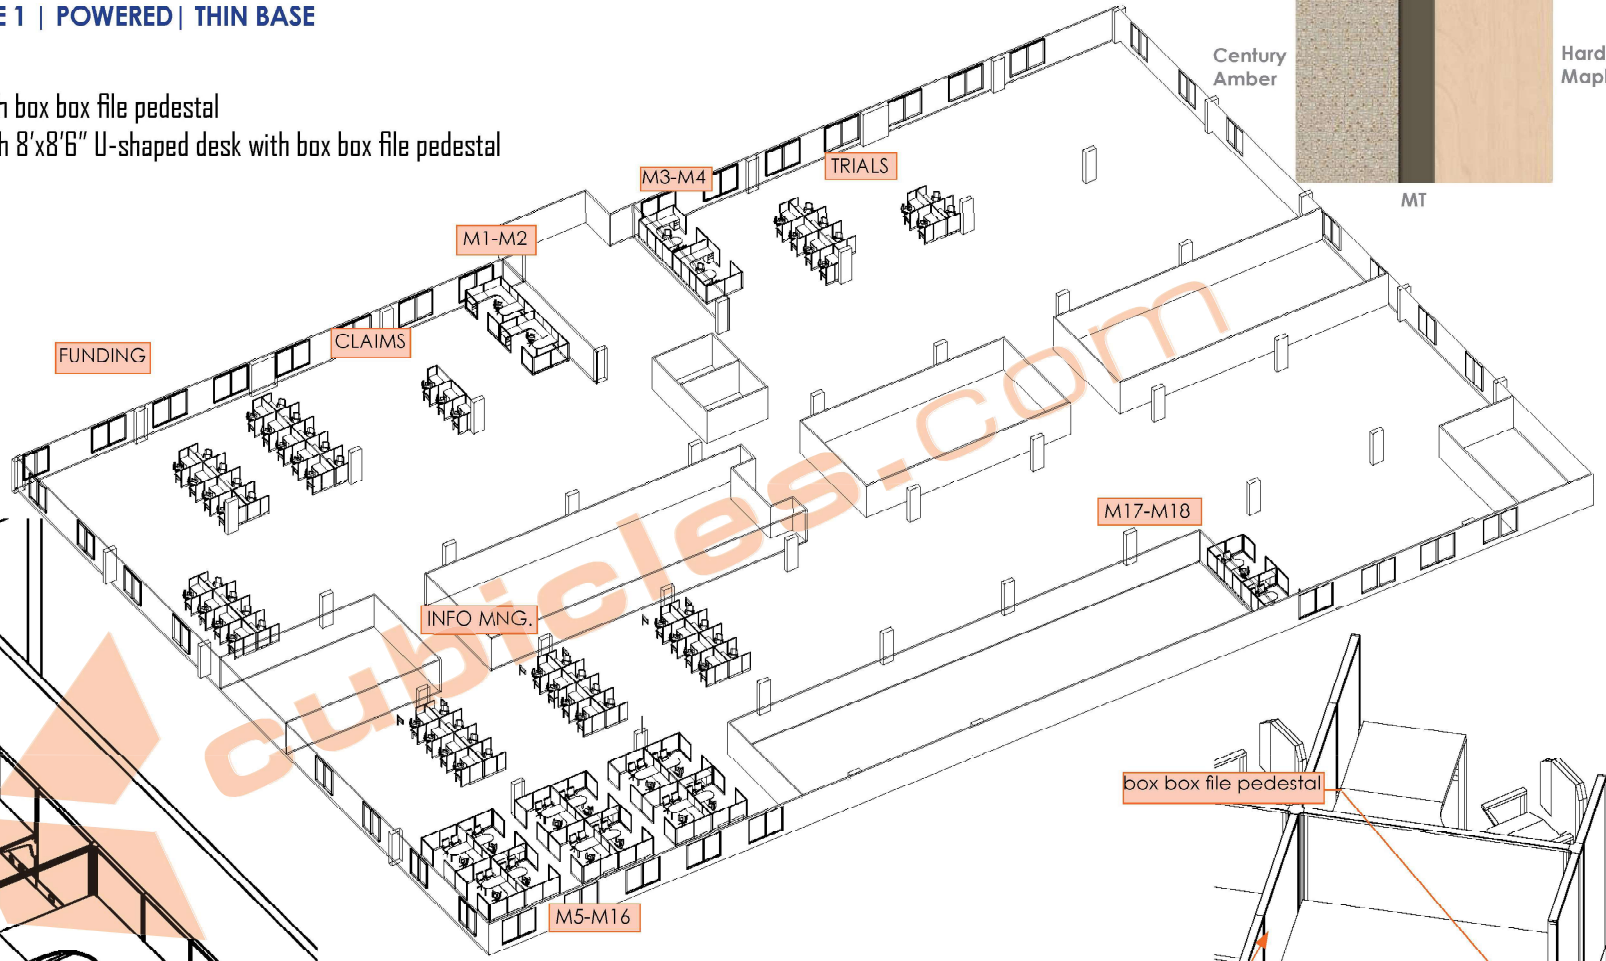 E 1 | POWERED| THIN BASE
h box box file pedestal
h 8'x8'6" U-shaped desk with box box file pedestal
Century
Amber
Hard
Mapl
MT
M3-M4
TRIALS
M1-M2
CLAIMS
FUNDING
M17-M18
INFO MNG.
cubicles.com
box box file pedestal
M5-M16